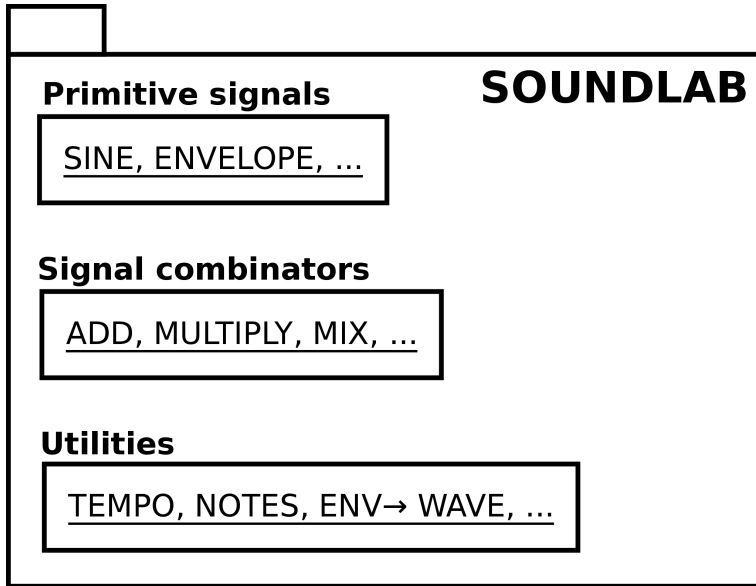 SOUNDLAB
Primitive signals
SINE, ENVELOPE, ...
Signal combinators
ADD, MULTIPLY, MIX, ...
Utilities
TEMPO, NOTES, ENV→ WAVE, ...